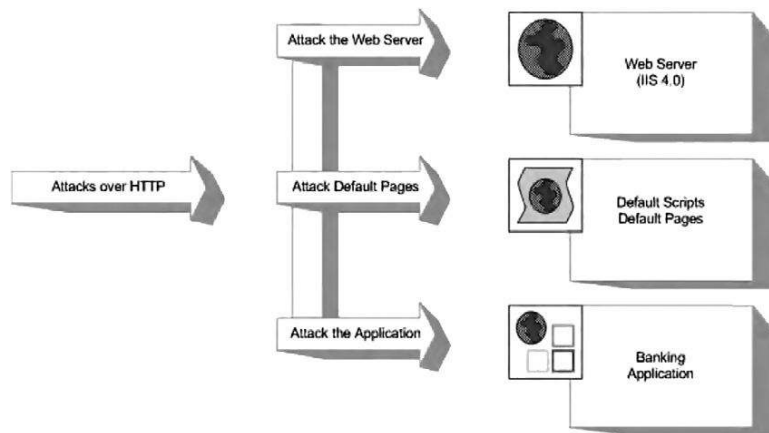 Attack the Web Server
Web Server
(IIS 4.0)
Attacks over HTTP
Attack Default Pages
Default Scripts
Default Pages
Attack the Application
Banking
Application